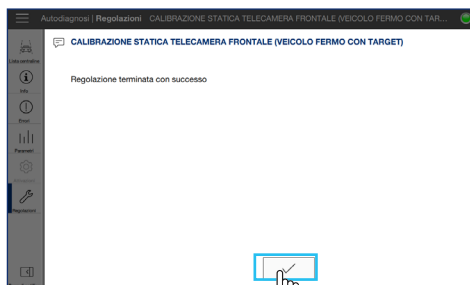 Autodiagnosi | Regolazioni CALIBRAZIONE STATICA TELECAMERA FRONTALE (VEICOLO FERMO CON TAR...
CALIBRAZIONE STATICA TELECAMERA FRONTALE (VEICOLO FERMO CON TARGET)
Lista centraline
Regolazione terminata con successo
Info
Errori
Parametri
Regolazioni